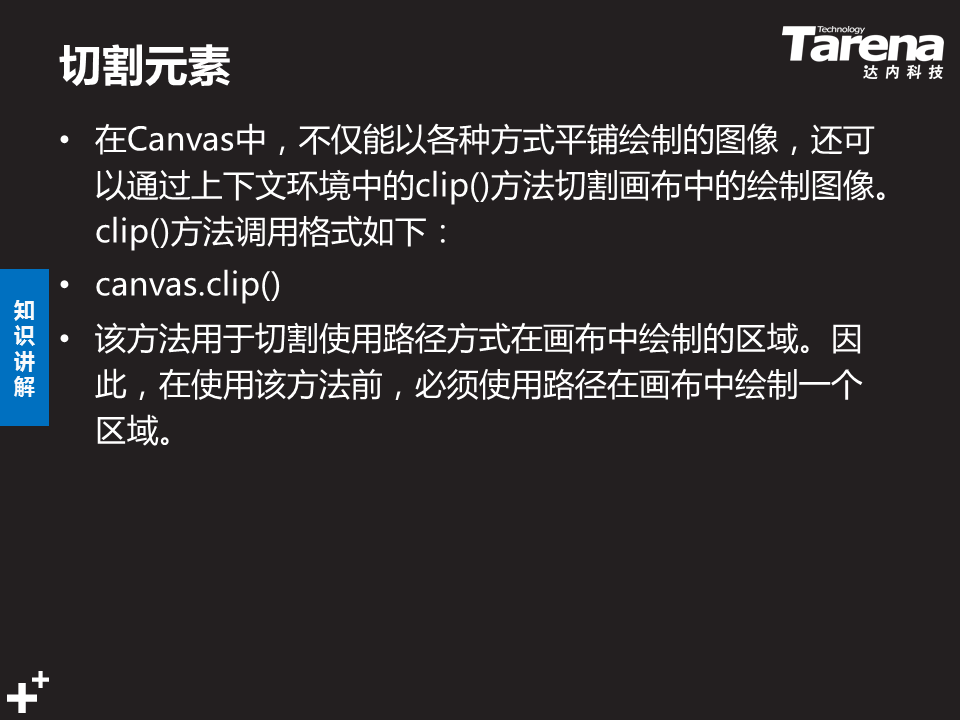 切割元素
Technology
Tarena
达内科技
• 在Canvas中，不仅能以各种方式平铺绘制的图像，还可
以通过上下文环境中的clip()方法切割画布中的绘制图像。
clip()方法调用格式如下：
• canvas.clip()
• 该方法用于切割使用路径方式在画布中绘制的区域。因
此，在使用该方法前，必须使用路径在画布中绘制一个
区域。
知
识
讲
解